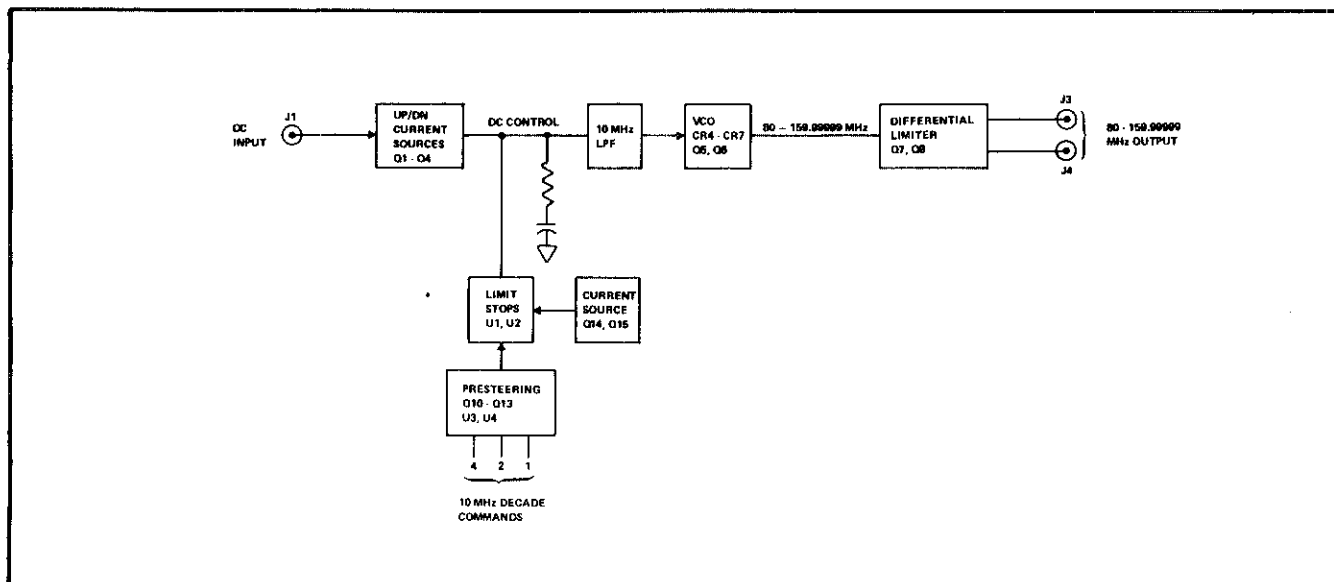 J1
DC
INPUT
UP/DN
CURRENT
SOURCES
Q1 - Q4
DC CONTROL
10 MHz
LPF
VCO
CR4 - CR7
Q5, Q6
80 - 159.99999 MHz
DIFFERENTIAL
LIMITER
Q7, Q8
J3
J4
80 - 159.99999
MHz OUTPUT
LIMIT
STOPS
U1, U2
CURRENT
SOURCE
Q14, Q15
PRESTEERING
Q10 - Q13
U3, U4
4 2 1
10 MHz DECADE
COMMANDS